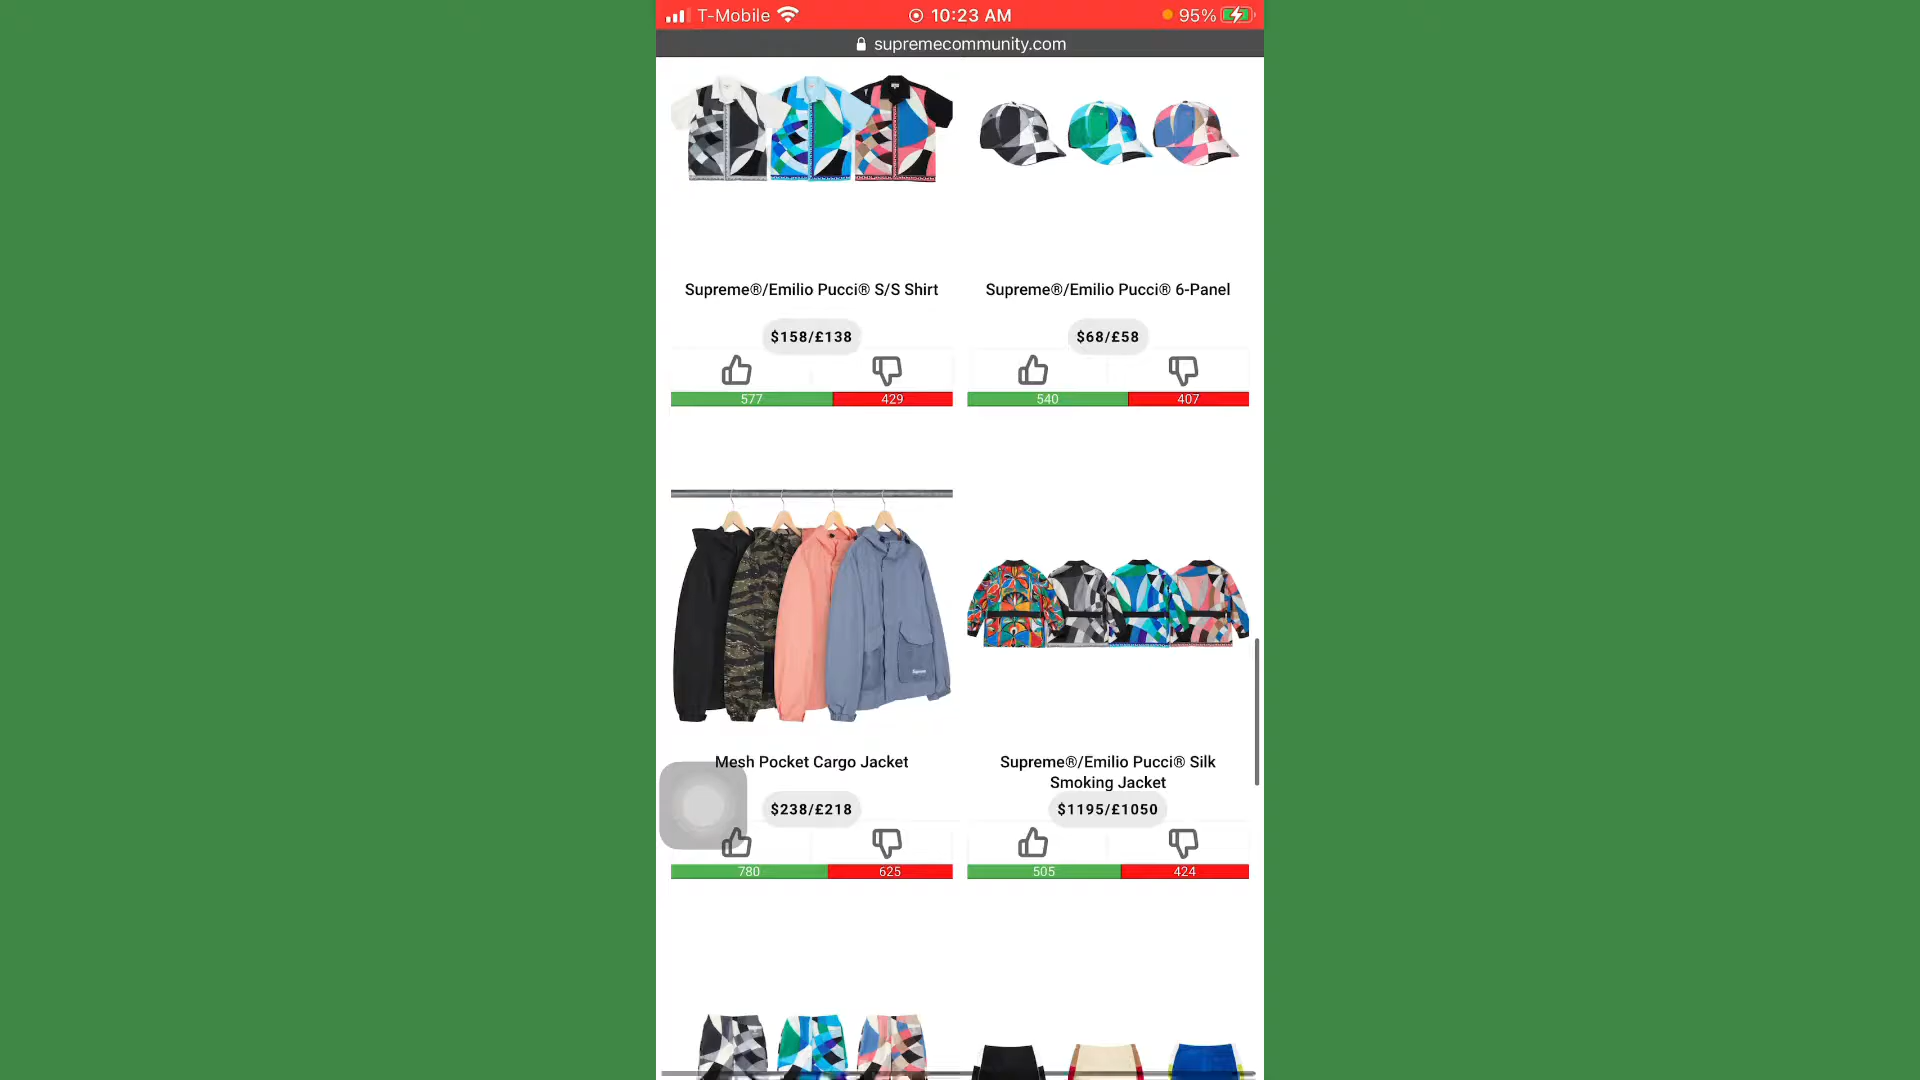 T-Mobile 10:23 AM 95%
supremecommunity.com
Supreme®/Emilio Pucci® S/S Shirt
$158/£138
577 429
Supreme®/Emilio Pucci® 6-Panel
$68/£58
540 407
Supreme
Mesh Pocket Cargo Jacket
$238/£218
780 625
Supreme®/Emilio Pucci® Silk
Smoking Jacket
$1195/£1050
505 424